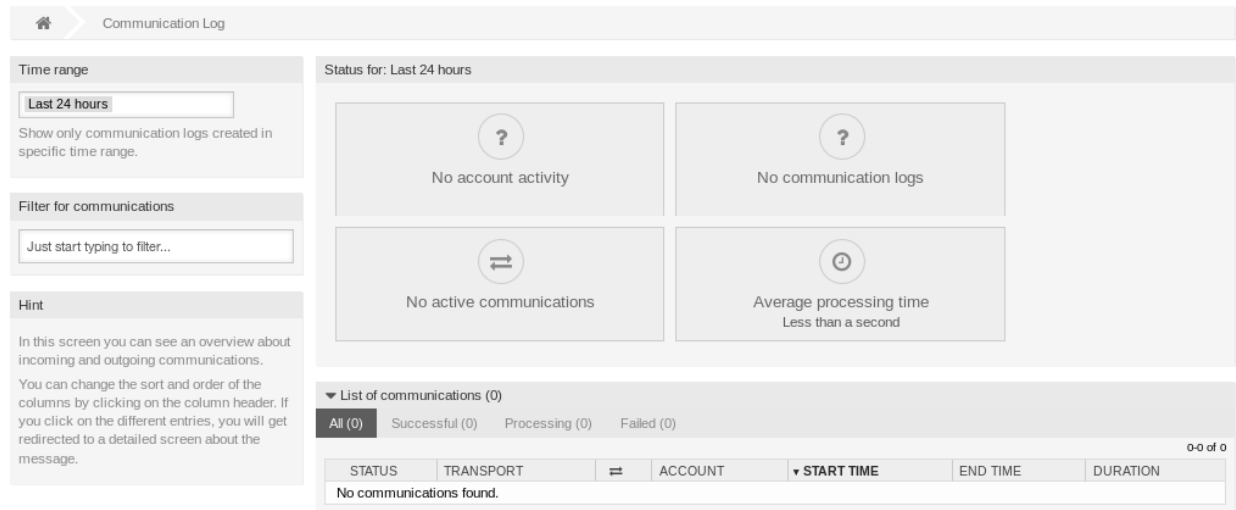 Communication Log
Time range
Last 24 hours
Show only communication logs created in
specific time range.
Filter for communications
Just start typing to filter...
Hint
In this screen you can see an overview about
incoming and outgoing communications.
You can change the sort and order of the
columns by clicking on the column header. If
you click on the different entries, you will get
redirected to a detailed screen about the
message.
Status for: Last 24 hours
? ?
No account activity No communication logs
No active communications Average processing time
Less than a second
List of communications (0)
All (0) Successful (0) Processing (0) Failed (0)
0-0 of 0
STATUS TRANSPORT ACCOUNT START TIME END TIME DURATION
No communications found.